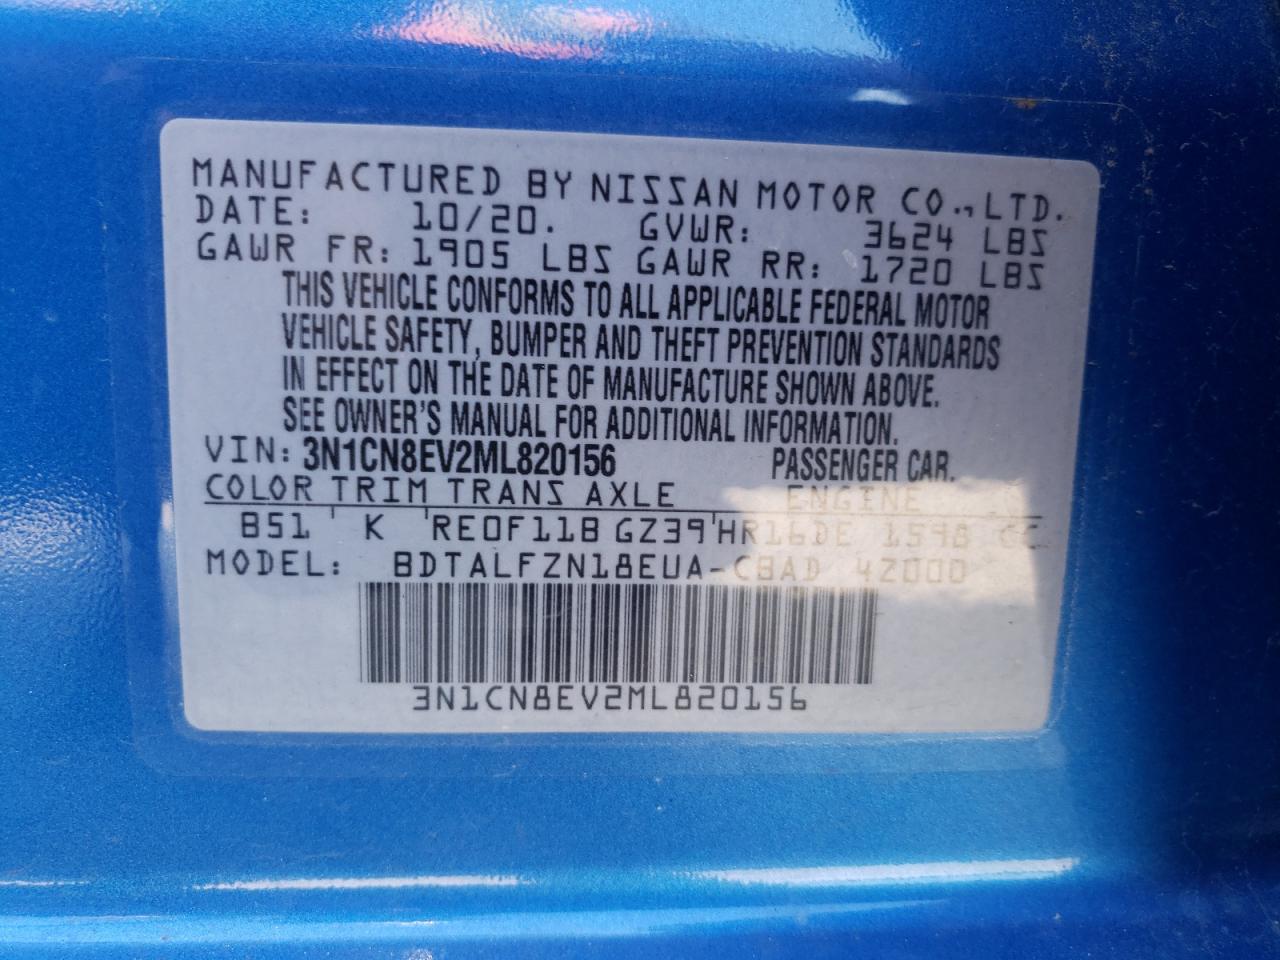 MANUFACTURED BY NISSAN MOTOR CO.,LTD.
DATE: 10/20. GVWR: 3624 LBS
GAWR FR: 1905 LBS GAWR RR: 1720 LBS
THIS VEHICLE CONFORMS TO ALL APPLICABLE FEDERAL MOTOR
VEHICLE SAFETY, BUMPER AND THEFT PREVENTION STANDARDS
IN EFFECT ON THE DATE OF MANUFACTURE SHOWN ABOVE.
SEE OWNER'S MANUAL FOR ADDITIONAL INFORMATION.
VIN: 3N1CN8EV2ML820156 PASSENGER CAR.
COLOR TRIM TRANS AXLE ENGINE
B51 K RE0F11B GZ39 HR16DE 1598 CC
MODEL: BDTALFZN18EUA-CBAD 4Z000
3N1CN8EV2ML820156